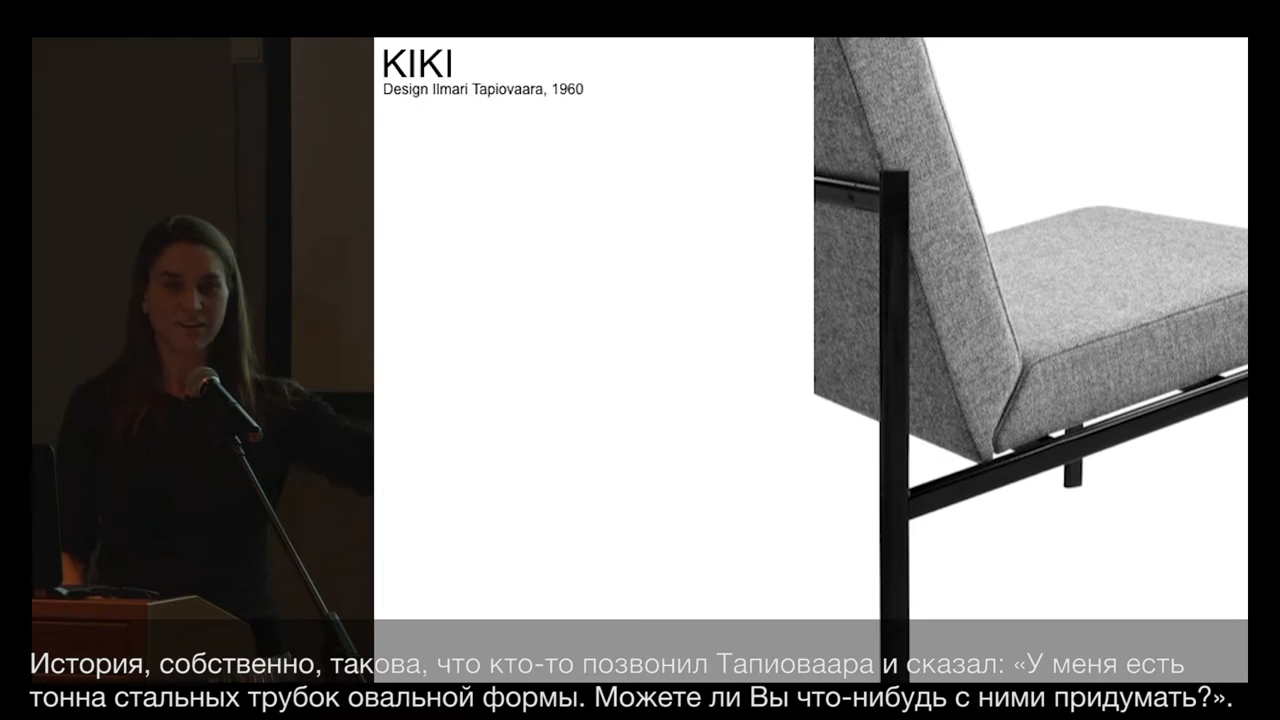 KIKI
Design Ilmari Tapiovaara, 1960
История, собственно, такова, что кто-то позвонил Тапиоваара и сказал: «У меня есть
тонна стальных трубок овальной формы. Можете ли Вы что-нибудь с ними придумать?».